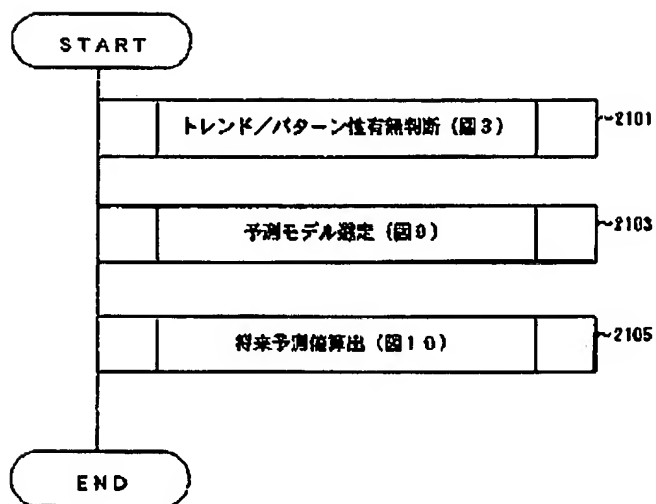 START
トレンド／パターン性有無判断（図３）
~2101
予測モデル選定（図９）
~2103
将来予測値算出（図１０）
~2105
END